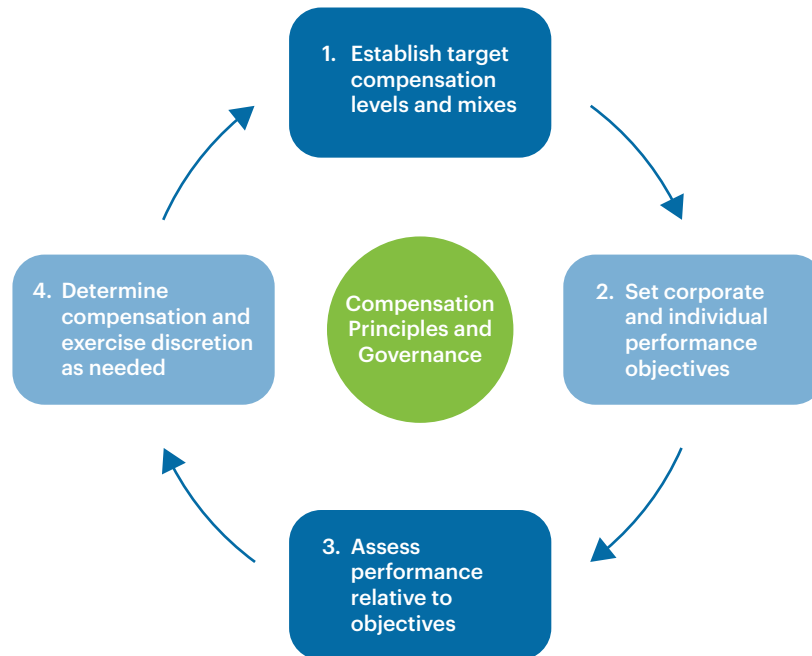 1. Establish target
compensation
levels and mixes
4. Determine
compensation and
exercise discretion
as needed
Compensation
Principles and
Governance
2. Set corporate
and individual
performance
objectives
3. Assess
performance
relative to
objectives